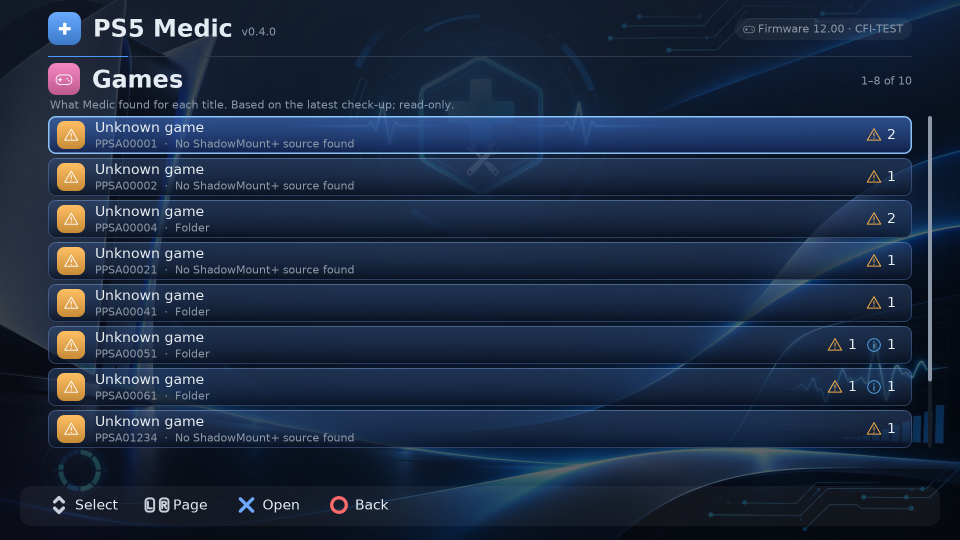 PS5 Medic v0.4.0
Firmware 12.00 · CFI-TEST
Games
1–8 of 10
What Medic found for each title. Based on the latest check-up; read-only.
Unknown game
PPSA00001 · No ShadowMount+ source found
2
Unknown game
PPSA00002 · No ShadowMount+ source found
1
Unknown game
PPSA00004 · Folder
2
Unknown game
PPSA00021 · No ShadowMount+ source found
1
Unknown game
PPSA00041 · Folder
1
Unknown game
PPSA00051 · Folder
1 1
Unknown game
PPSA00061 · Folder
1 1
Unknown game
PPSA01234 · No ShadowMount+ source found
1
Select L R Page Open Back